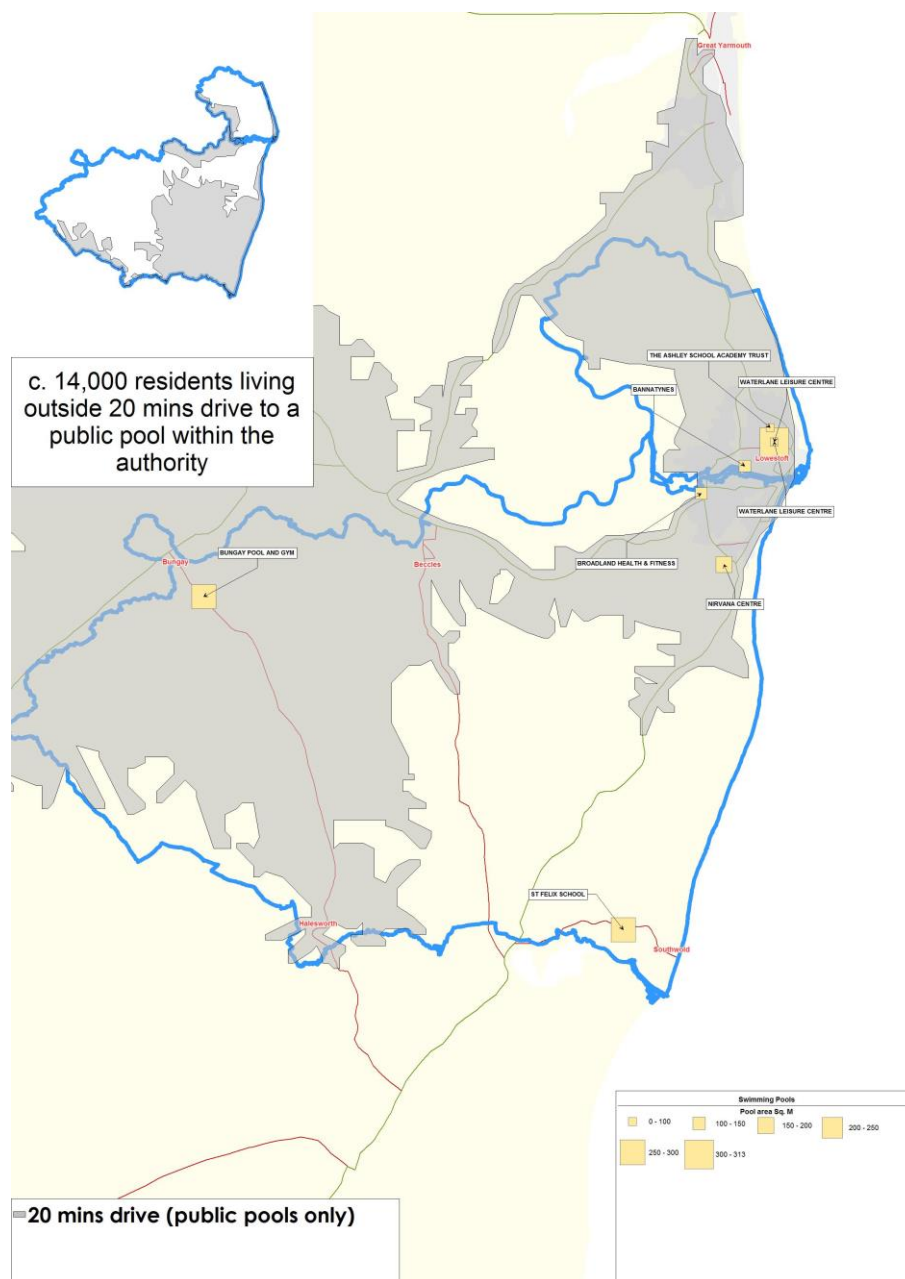 Great Yarmouth
c. 14,000 residents living
outside 20 mins drive to a
public pool within the
authority
THE ASHLEY SCHOOL ACADEMY TRUST
BANNATYNES
WATERLANE LEISURE CENTRE
Lowestoft
WATERLANE LEISURE CENTRE
BUNGAY POOL AND GYM
Bungay
Beccles
BROADLAND HEALTH & FITNESS
NIRVANA CENTRE
ST FELIX SCHOOL
Halesworth
Southwold
Swimming Pools
Pool area Sq. M
0 - 100
100 - 150
150 - 200
200 - 250
250 - 300
300 - 313
20 mins drive (public pools only)